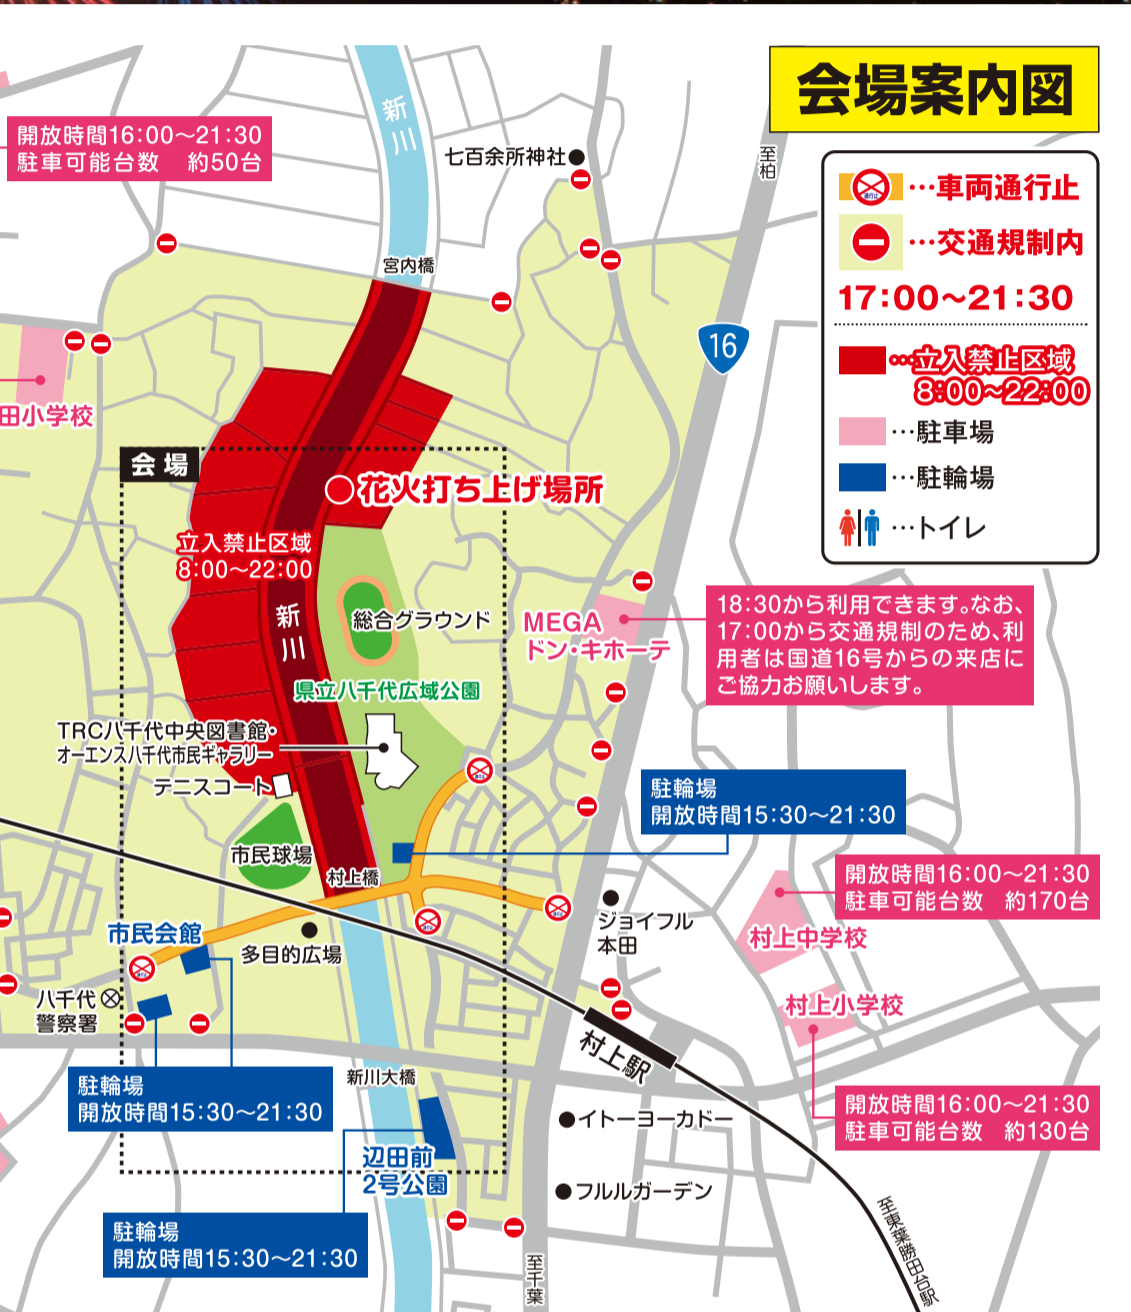 会場案内図
…車両通行止
…交通規制内
17:00〜21:30
…立入禁止区域
8:00〜22:00
…駐車場
…駐輪場
…トイレ
開放時間16:00〜21:30
駐車可能台数　約50台
新川
七百余所神社
至柏
宮内橋
16
田小学校
会場
花火打ち上げ場所
立入禁止区域
8:00〜22:00
新川
総合グラウンド
MEGA
ドン・キホーテ
18:30から利用できます。なお、
17:00から交通規制のため、利
用者は国道16号からの来店に
ご協力お願いします。
県立八千代広域公園
TRC八千代中央図書館・
オーエンス八千代市民ギャラリー
テニスコート
駐輪場
開放時間15:30〜21:30
市民球場
村上橋
開放時間16:00〜21:30
駐車可能台数　約170台
村上中学校
ジョイフル
本田
市民会館
多目的広場
八千代
警察署
村上小学校
村上駅
新川大橋
駐輪場
開放時間15:30〜21:30
開放時間16:00〜21:30
駐車可能台数　約130台
イトーヨーカドー
辺田前
2号公園
フルルガーデン
駐輪場
開放時間15:30〜21:30
至千葉
至東葉勝田台駅